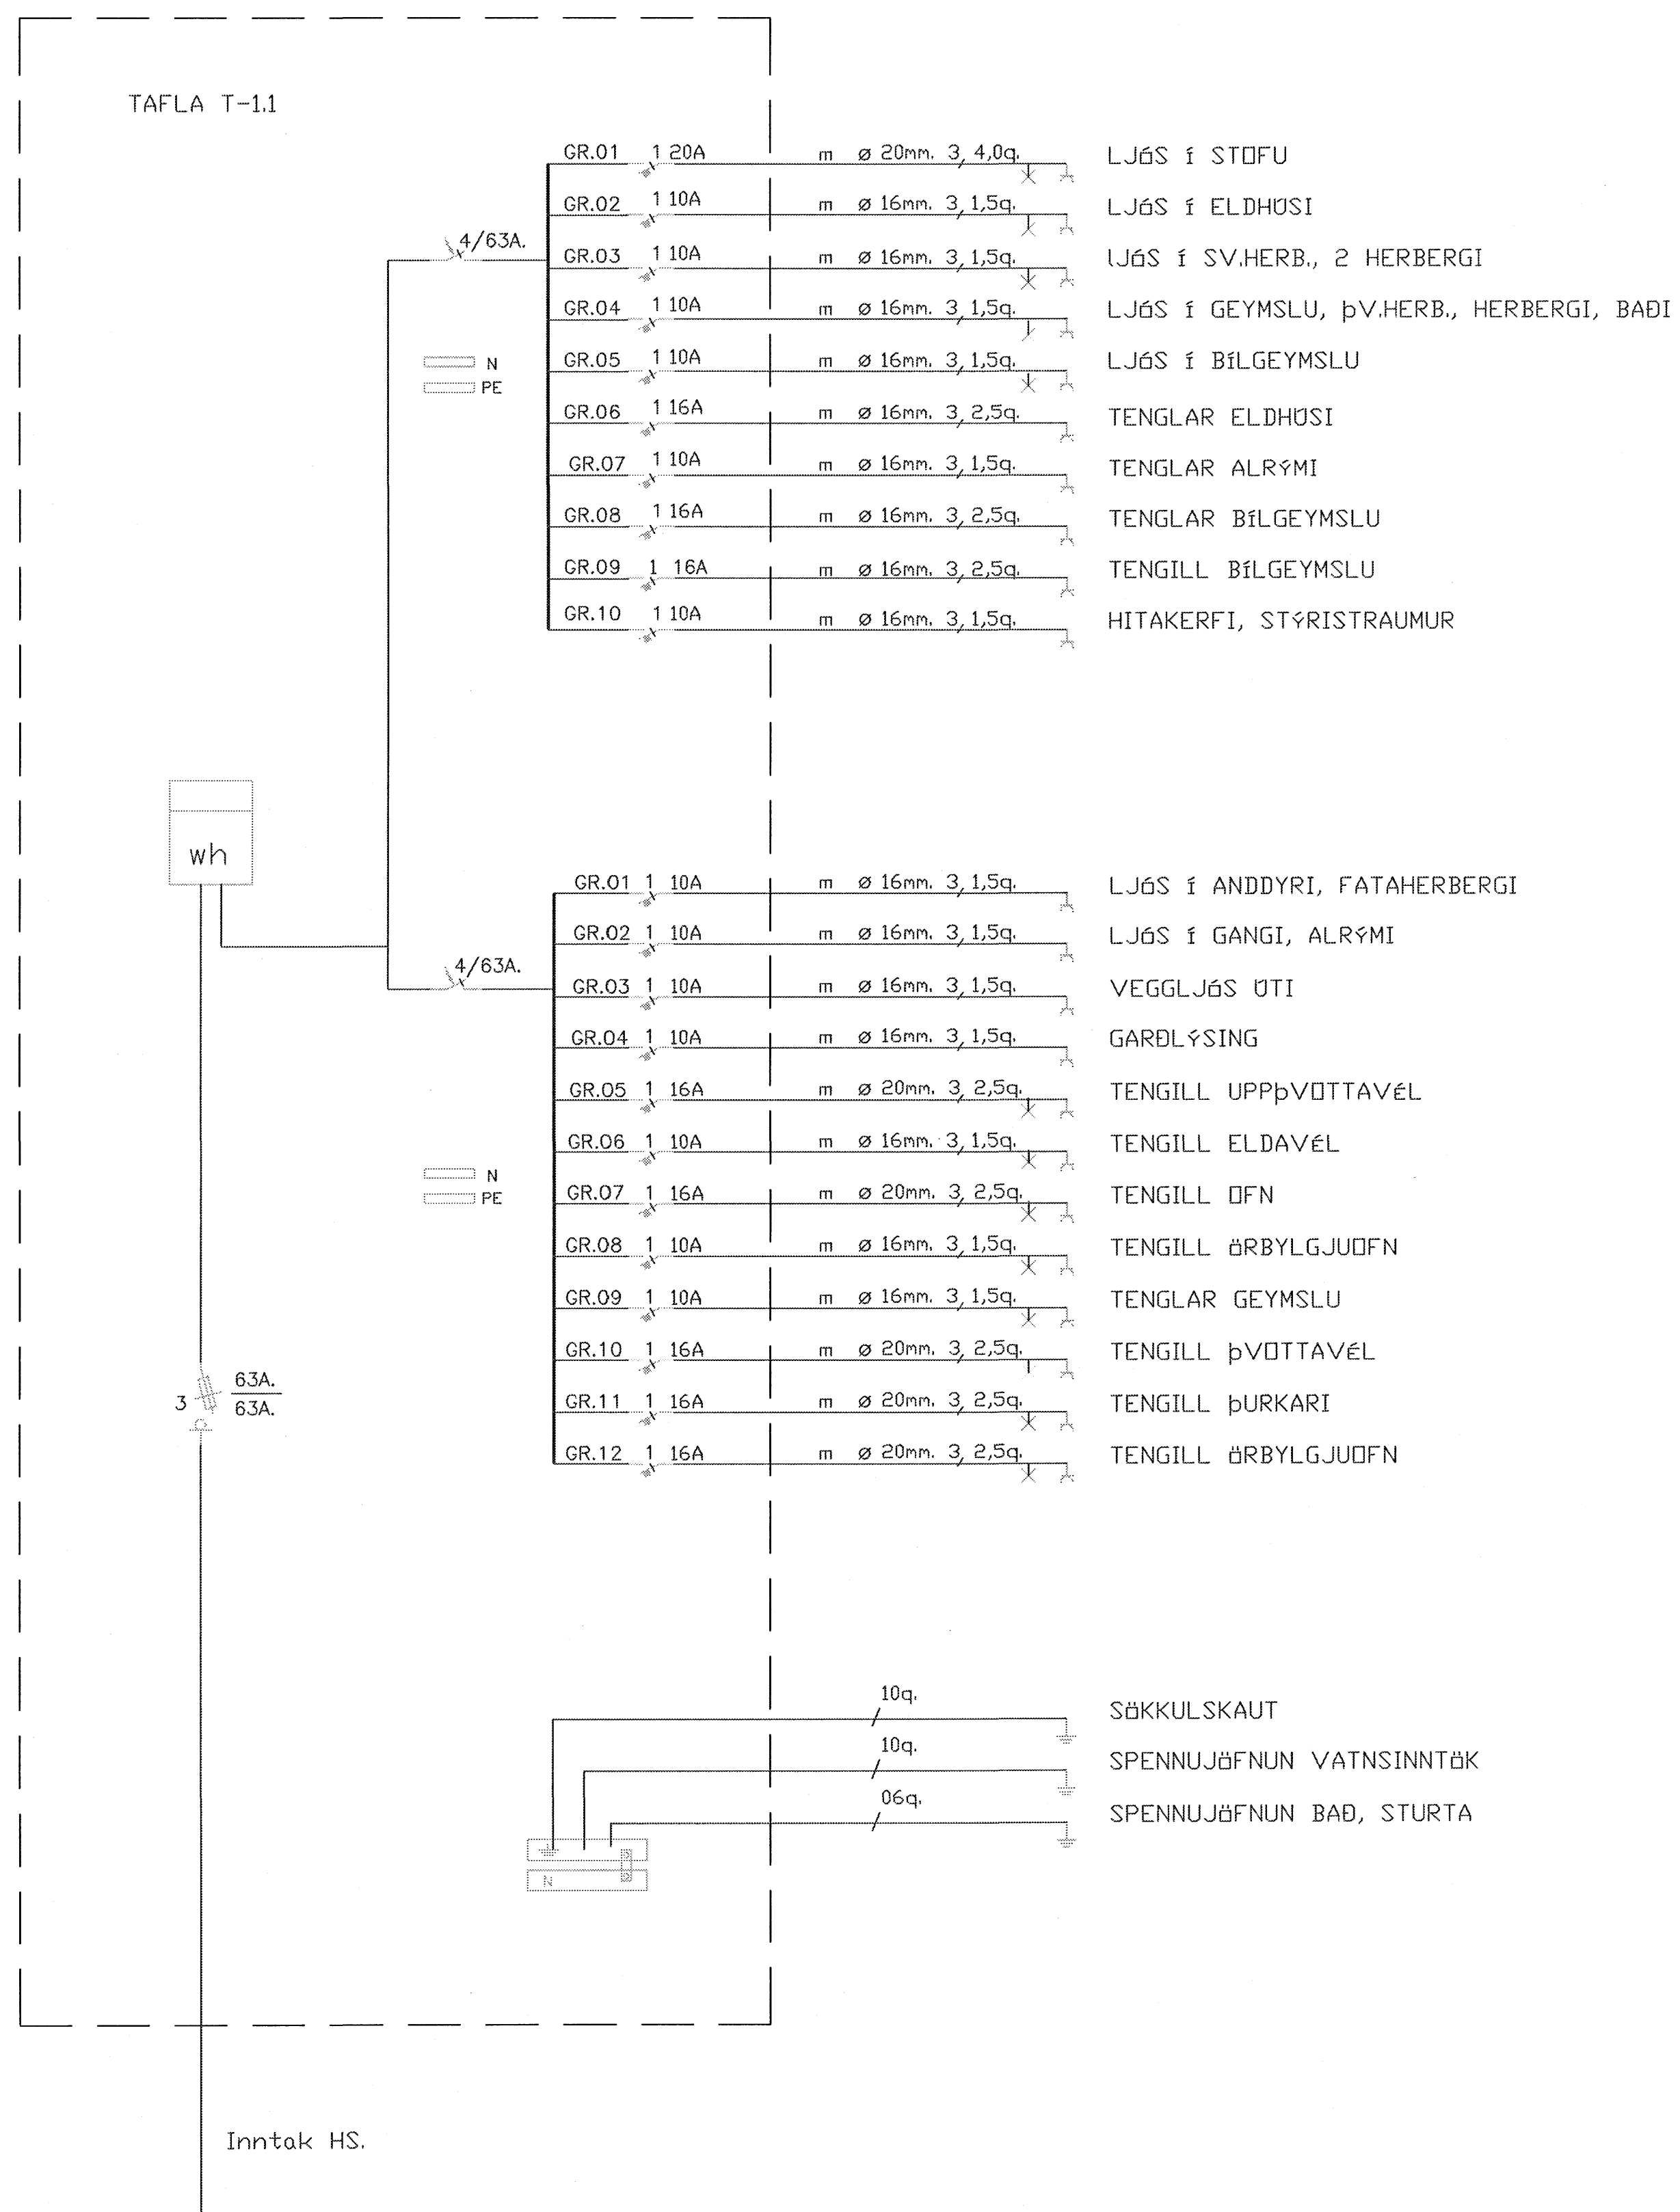 TAFLA T-1.1
GR.01 1 20A m ø 20mm. 3, 4,0q. LJóS í STOFU
GR.02 1 10A m ø 16mm. 3, 1,5q. LJóS í ELDHÚSI
4/63A.
GR.03 1 10A m ø 16mm. 3, 1,5q. lJóS í SV.HERB., 2 HERBERGI
GR.04 1 10A m ø 16mm. 3, 1,5q. LJóS í GEYMSLU, þV.HERB., HERBERGI, BAÐI
GR.05 1 10A m ø 16mm. 3, 1,5q. LJóS í BíLGEYMSLU
N
PE
GR.06 1 16A m ø 16mm. 3, 2,5q. TENGLAR ELDHÚSI
GR.07 1 10A m ø 16mm. 3, 1,5q. TENGLAR ALRÝMI
GR.08 1 16A m ø 16mm. 3, 2,5q. TENGLAR BíLGEYMSLU
GR.09 1 16A m ø 16mm. 3, 2,5q. TENGILL BíLGEYMSLU
GR.10 1 10A m ø 16mm. 3, 1,5q. HITAKERFI, STÝRISTRAUMUR
wh
GR.01 1 10A m ø 16mm. 3, 1,5q. LJóS í ANDDYRI, FATAHERBERGI
GR.02 1 10A m ø 16mm. 3, 1,5q. LJóS í GANGI, ALRÝMI
4/63A.
GR.03 1 10A m ø 16mm. 3, 1,5q. VEGGLJóS ÚTI
GR.04 1 10A m ø 16mm. 3, 1,5q. GARÐLÝSING
GR.05 1 16A m ø 20mm. 3, 2,5q. TENGILL UPPþVOTTAVéL
GR.06 1 10A m ø 16mm. 3, 1,5q. TENGILL ELDAVéL
N
PE
GR.07 1 16A m ø 20mm. 3, 2,5q. TENGILL OFN
GR.08 1 10A m ø 16mm. 3, 1,5q. TENGILL öRBYLGJUOFN
GR.09 1 10A m ø 16mm. 3, 1,5q. TENGLAR GEYMSLU
GR.10 1 16A m ø 20mm. 3, 2,5q. TENGILL þVOTTAVéL
3 63A.
63A.
GR.11 1 16A m ø 20mm. 3, 2,5q. TENGILL þURKARI
GR.12 1 16A m ø 20mm. 3, 2,5q. TENGILL öRBYLGJUOFN
10q. SöKKULSKAUT
10q. SPENNUJöFNUN VATNSINNTöK
06q. SPENNUJöFNUN BAÐ, STURTA
N
Inntak HS.